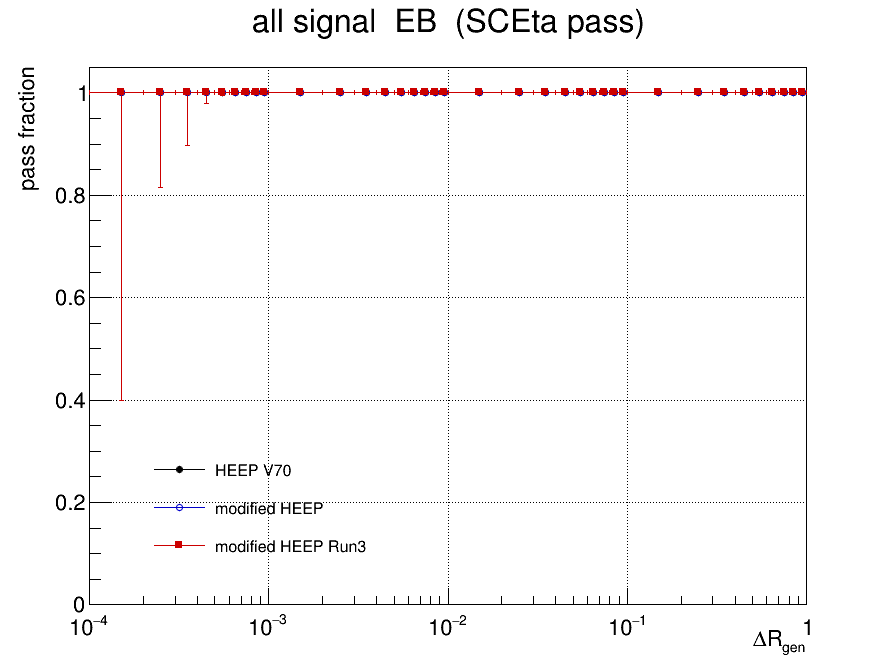 all signal EB (SCEta pass)
pass fraction
1
0.8
0.6
0.4
0.2
0
HEEP V70
modified HEEP
modified HEEP Run3
10⁻⁴ 10⁻³ 10⁻² 10⁻¹ 1
ΔR_gen